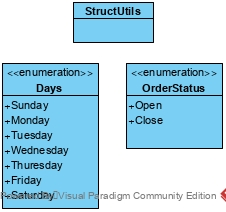 StructUtils
<<enumeration>>
Days
+Sunday
+Monday
+Tuesday
+Wednesday
+Thuresday
+Friday
+Saturday
<<enumeration>>
OrderStatus
+Open
+Close
Visual Paradigm Community Edition